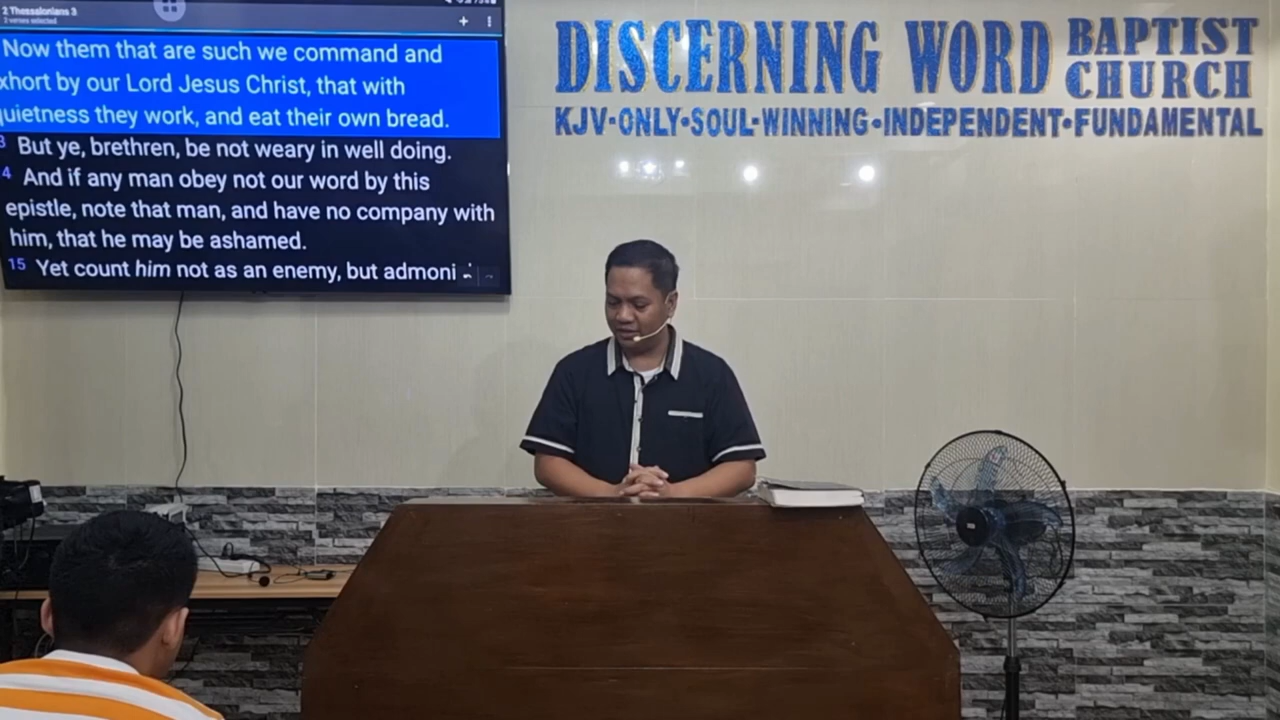 2 Thessalonians 3
3 verses selected
Now them that are such we command and
xhort by our Lord Jesus Christ, that with
uietness they work, and eat their own bread.
3 But ye, brethren, be not weary in well doing.
4 And if any man obey not our word by this
epistle, note that man, and have no company with
him, that he may be ashamed.
15 Yet count him not as an enemy, but admoni
DISCERNING WORD BAPTIST
CHURCH
KJV-ONLY•SOUL-WINNING•INDEPENDENT•FUNDAMENTAL